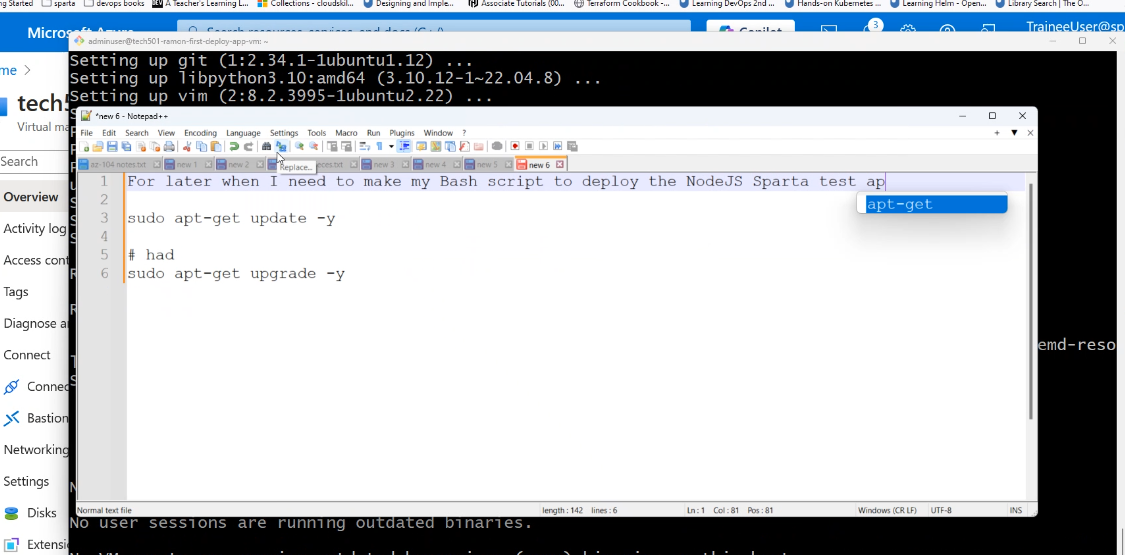 ng Started sparta devops books A Teacher's Learning L... Collections - cloudskil... Designing and Imple... Associate Tutorials (00... Terraform Cookbook -... Learning DevOps 2nd ... Hands-on Kubernetes ... Learning Helm - Open... Library Search | The O...
Microsoft Azure Search resources, services, and docs (G+/) Copilot 3 TraineeUser@sp
adminuser@tech501-ramon-first-deploy-app-vm: ~
me >
Setting up git (1:2.34.1-1ubuntu1.12) ...
Setting up libpython3.10:amd64 (3.10.12-1~22.04.8) ...
Setting up vim (2:8.2.3995-1ubuntu2.22) ...
tech5
Virtual ma
*new 6 - Notepad++
File Edit Search View Encoding Language Settings Tools Macro Run Plugins Window ?
Search
zz-104 notes.txt new 1 new 2 eces.txt new 3 new 4 new 5 new 6
Replace...
1 For later when I need to make my Bash script to deploy the NodeJS Sparta test ap
apt-get
2
3 sudo apt-get update -y
4
5 # had
6 sudo apt-get upgrade -y
Overview
Activity log
Access cont
Tags
Diagnose a
emd-reso
Connect
Connec
Bastion
Networking
Settings
Disks
Extensi
Normal text file length : 142 lines : 6 Ln : 1 Col : 81 Pos : 81 Windows (CR LF) UTF-8 INS
No user sessions are running outdated binaries.